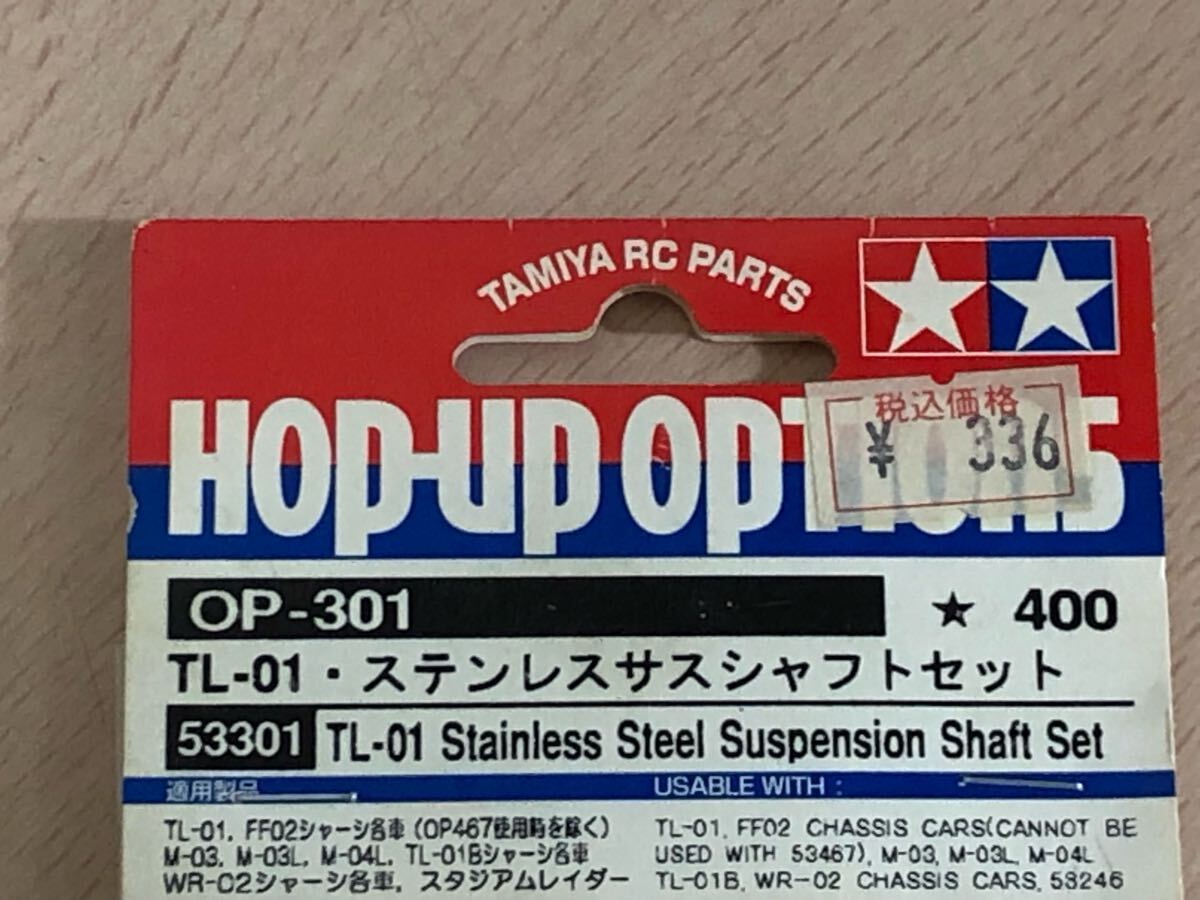 TAMIYA RC PARTS
HOP-UP OPTIONS
税込価格
¥ 336
OP-301 ★ 400
TL-01・ステンレスサスシャフトセット
53301 TL-01 Stainless Steel Suspension Shaft Set
適用製品
TL-01, FF02シャーシ各車 (OP467使用時を除く)
M-03, M-03L, M-04L, TL-01Bシャーシ各車
WR-02シャーシ各車, スタジアムレイダー
USABLE WITH :
TL-01, FF02 CHASSIS CARS(CANNOT BE
USED WITH 53467), M-03, M-03L, M-04L
TL-01B, WR-02 CHASSIS CARS, 53246